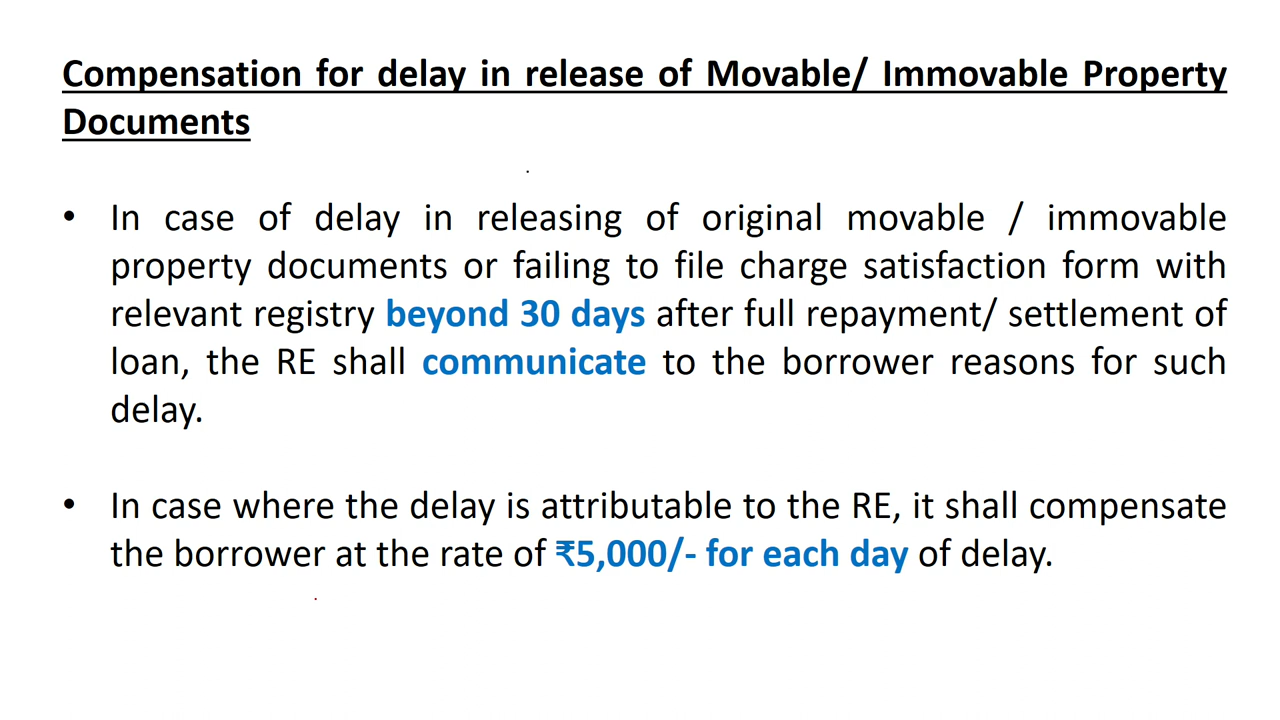 Compensation for delay in release of Movable/ Immovable Property
Documents
• In case of delay in releasing of original movable / immovable
property documents or failing to file charge satisfaction form with
relevant registry beyond 30 days after full repayment/ settlement of
loan, the RE shall communicate to the borrower reasons for such
delay.
• In case where the delay is attributable to the RE, it shall compensate
the borrower at the rate of ₹5,000/- for each day of delay.